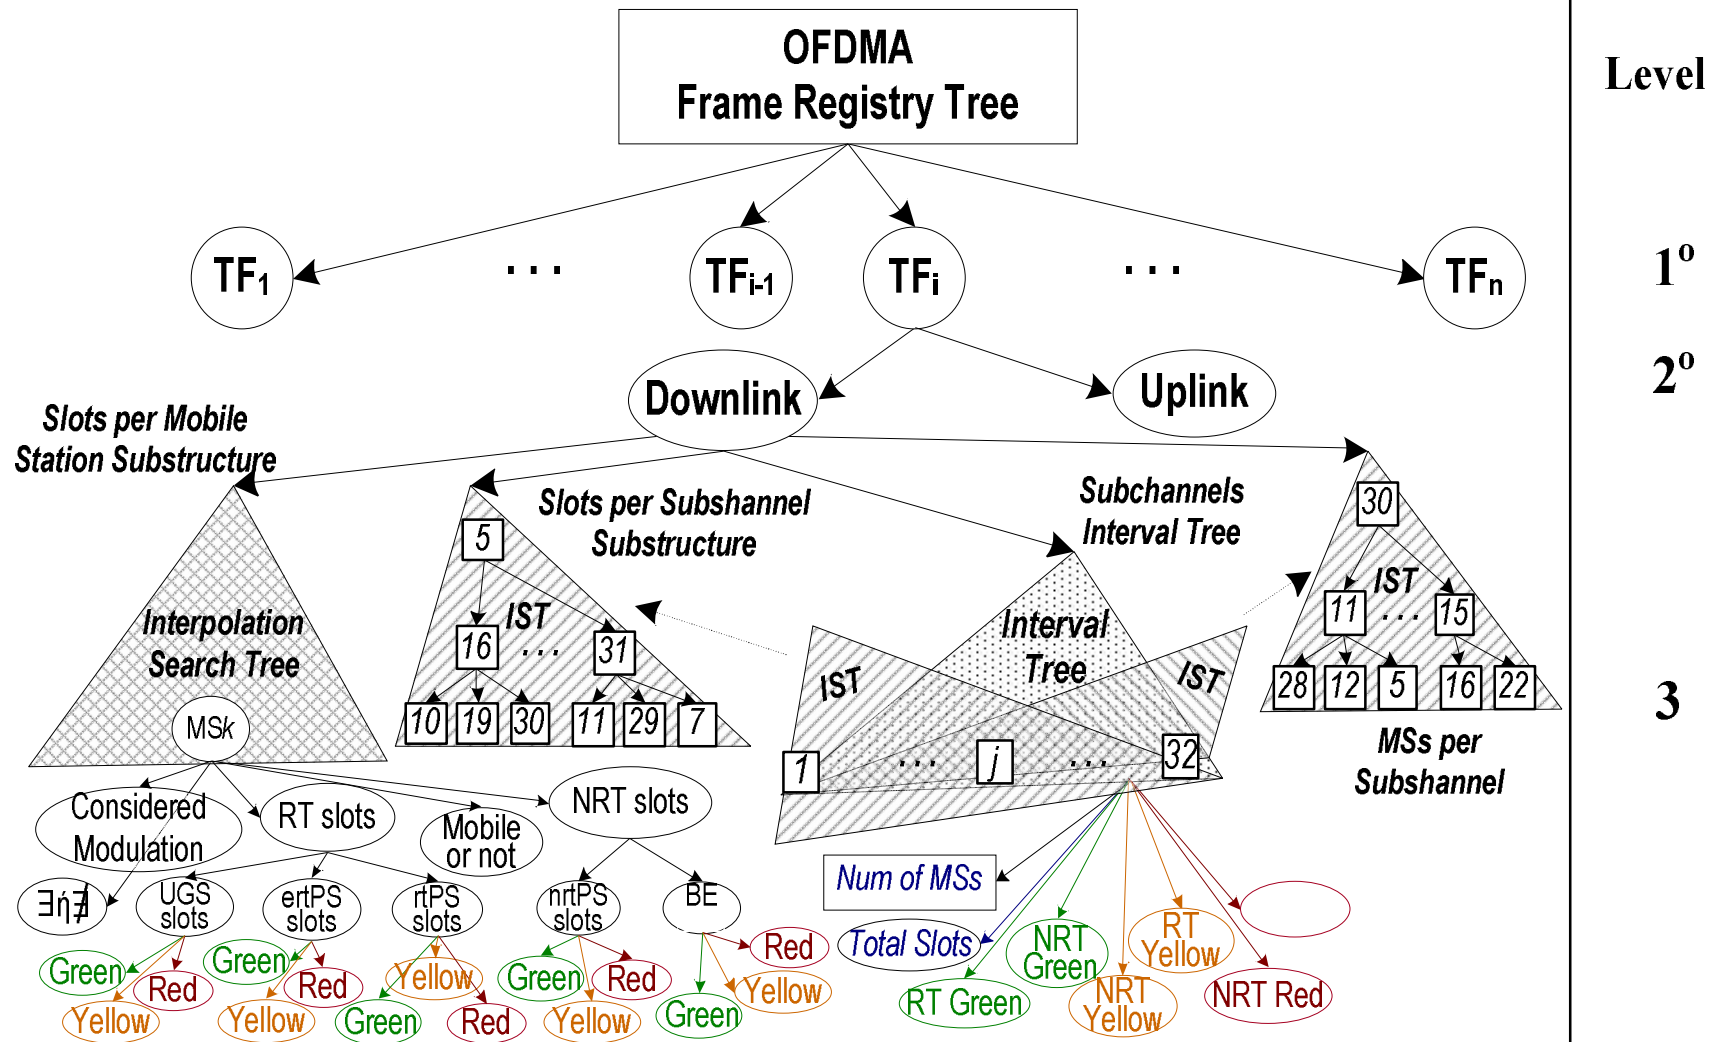 OFDMA
Frame Registry Tree
Level
TF1
...
TFi-1
TFi
...
TFn
1º
Downlink
Uplink
2º
Slots per Mobile
Station Substructure
Slots per Subshannel
Substructure
Subchannels
Interval Tree
Interpolation
Search Tree
MSk
5
IST
16
...
31
10
19
30
11
29
7
Interval
Tree
IST
IST
1
...
j
...
32
30
IST
11
...
15
28
12
5
16
22
MSs per
Subshannel
3
Considered
Modulation
RT slots
Mobile
or not
NRT slots
∃ή∄
UGS
slots
ertPS
slots
rtPS
slots
nrtPS
slots
BE
Green
Yellow
Red
Green
Yellow
Red
Green
Yellow
Red
Green
Yellow
Red
Green
Yellow
Red
Num of MSs
Total Slots
RT Green
NRT
Green
NRT
Yellow
RT
Yellow
NRT Red